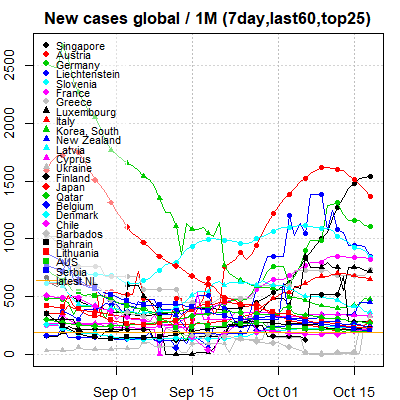 New cases global / 1M (7day,last60,top25)
Singapore
Austria
Germany
Liechtenstein
Slovenia
France
Greece
Luxembourg
Italy
Korea, South
New Zealand
Latvia
Cyprus
Ukraine
Finland
Japan
Qatar
Belgium
Denmark
Chile
Barbados
Bahrain
Lithuania
AUS
Serbia
latest NL
0
500
1000
1500
2000
2500
Sep 01
Sep 15
Oct 01
Oct 15